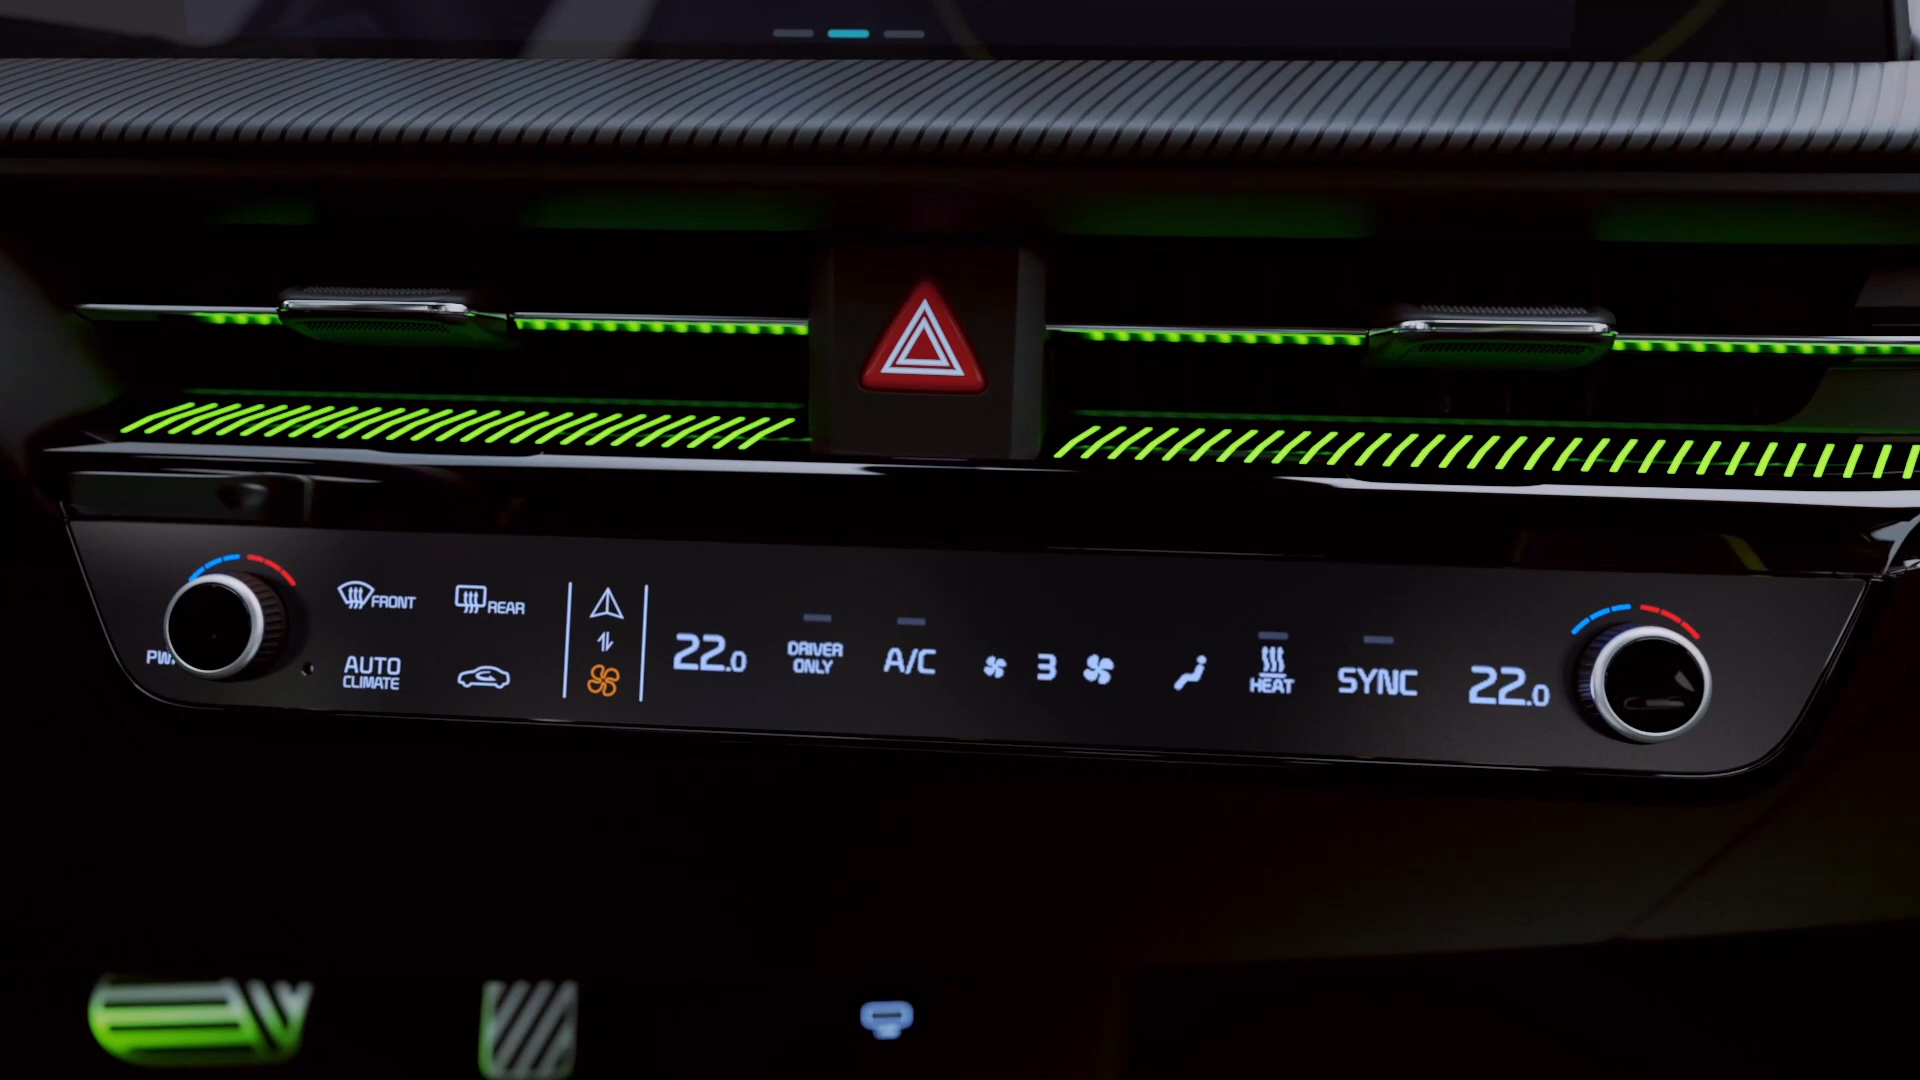 FRONT
REAR
PW
AUTO
CLIMATE
22.0
DRIVER
ONLY
A/C
3
HEAT
SYNC
22.0